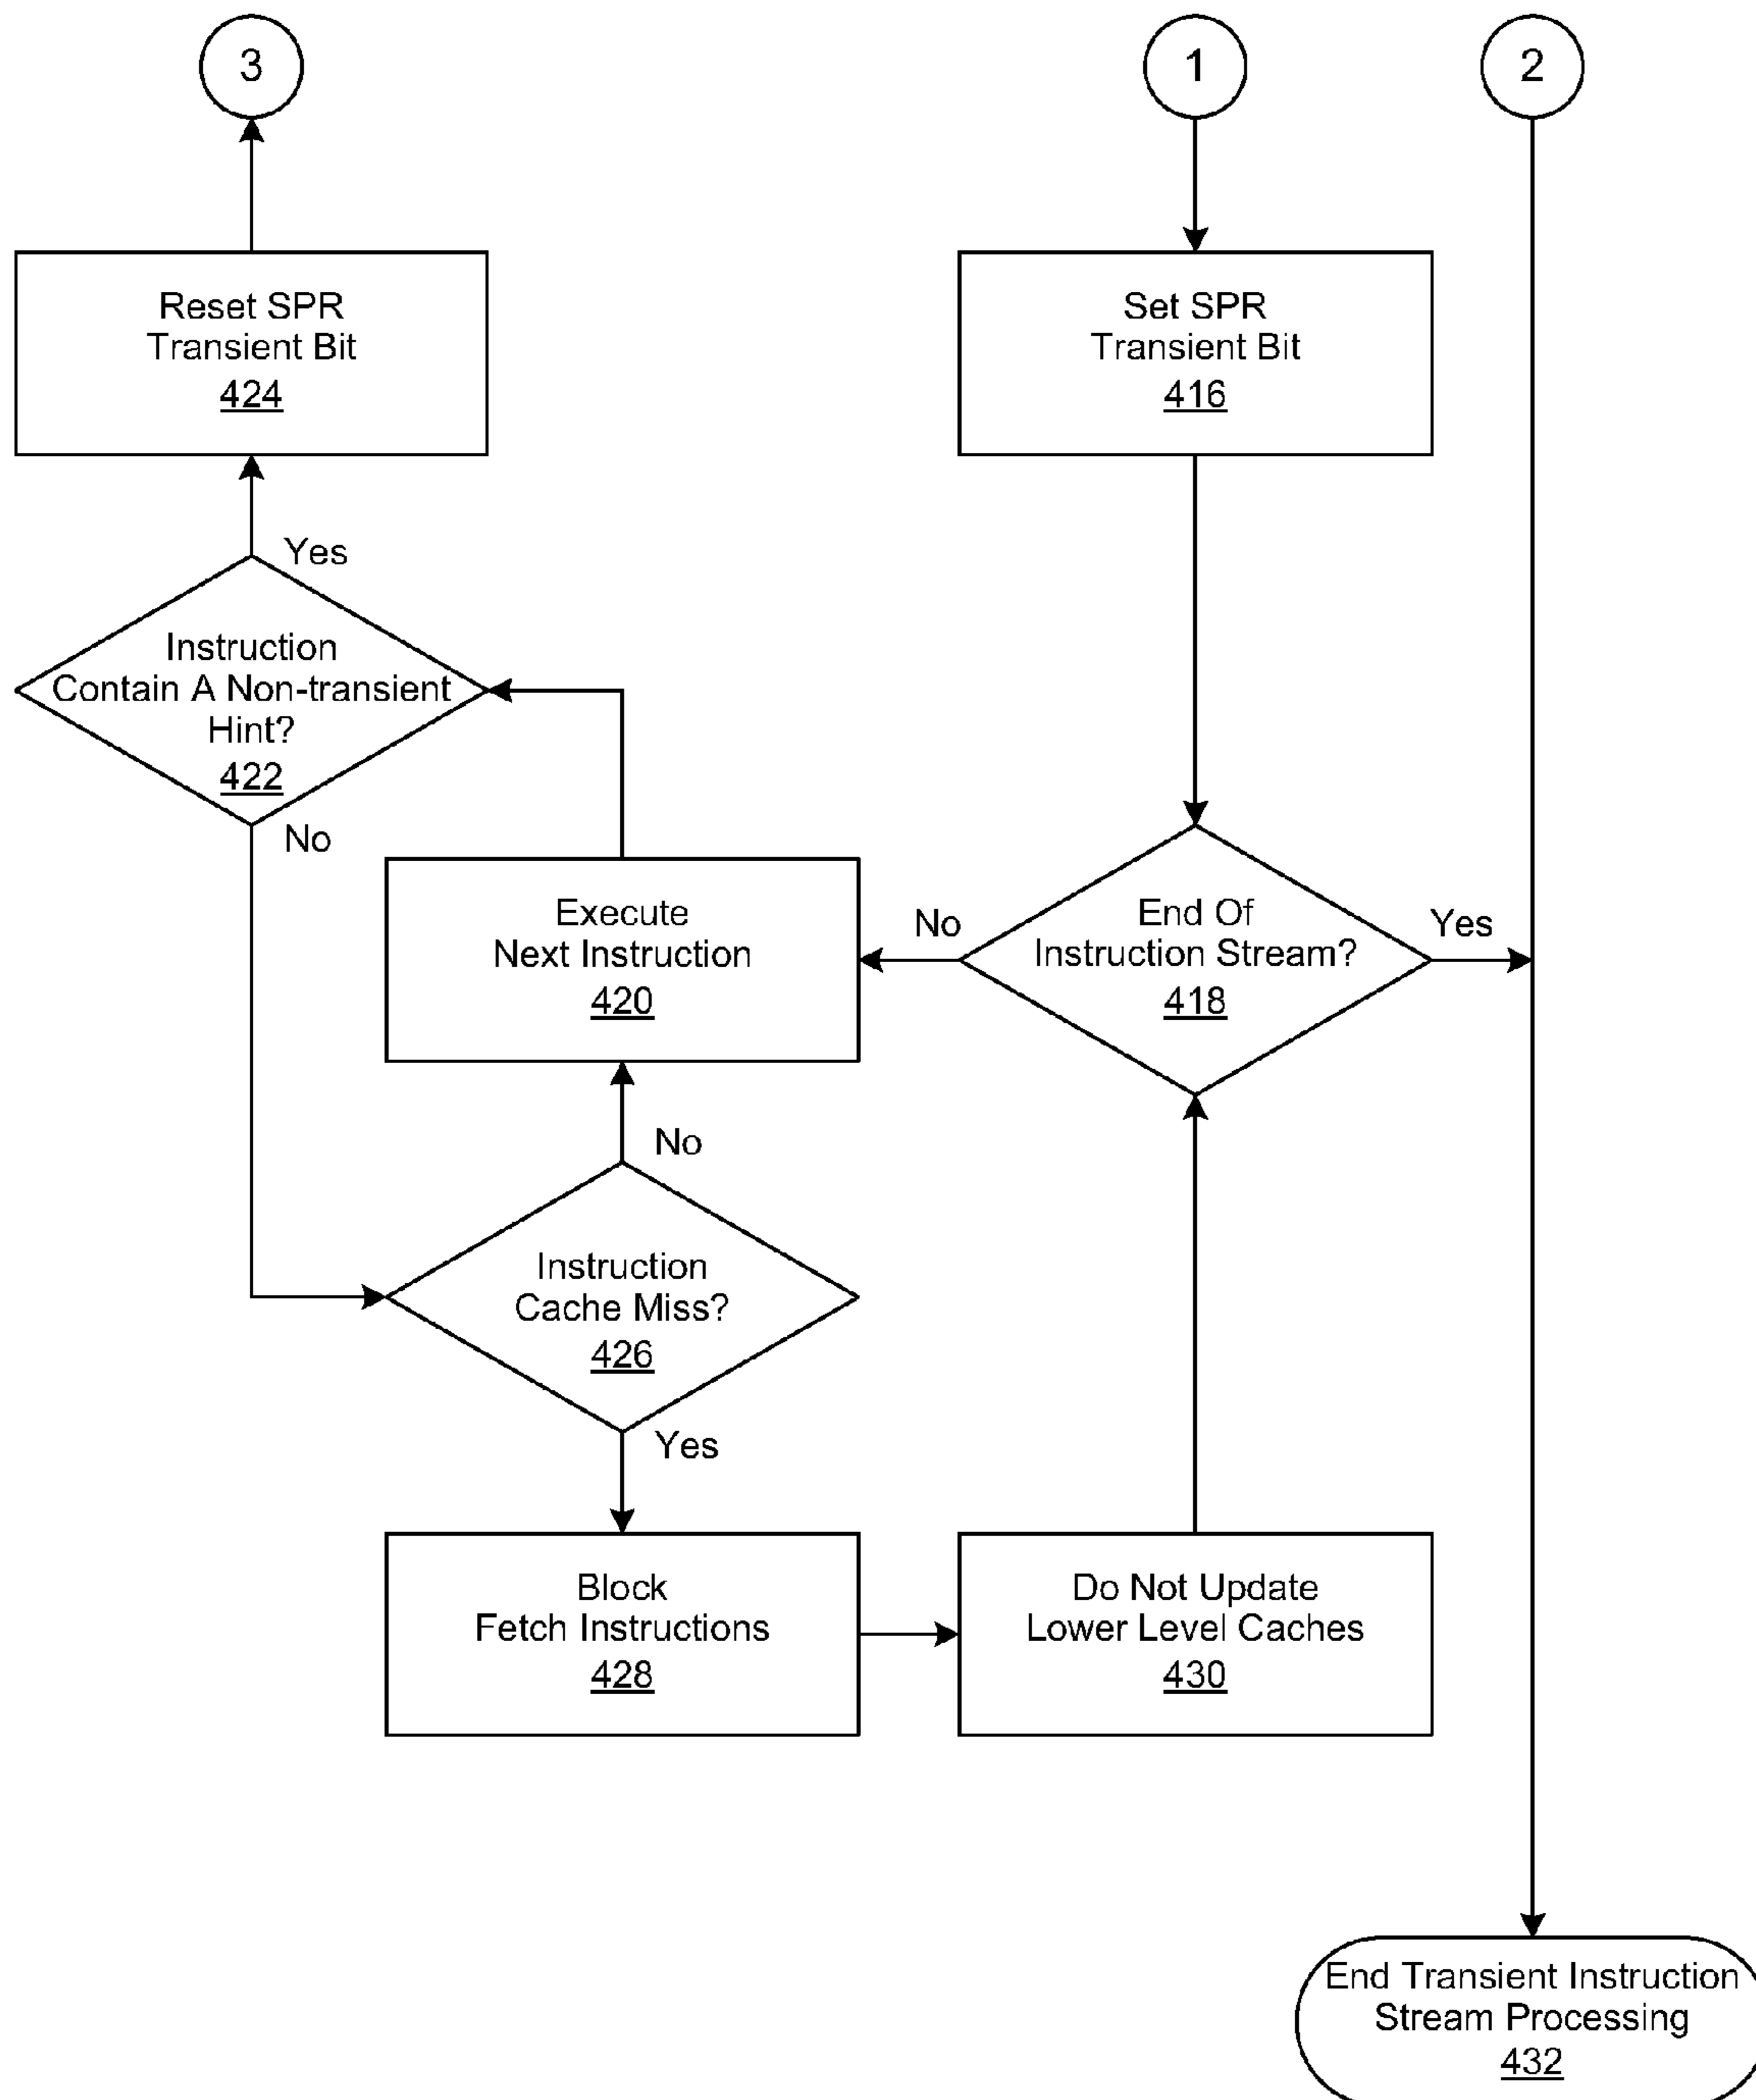 3
1
2
Reset SPR
Transient Bit
424
Set SPR
Transient Bit
416
Yes
Instruction
Contain A Non-transient
Hint?
422
No
Execute
Next Instruction
420
No
End Of
Instruction Stream?
418
Yes
No
Instruction
Cache Miss?
426
Yes
Block
Fetch Instructions
428
Do Not Update
Lower Level Caches
430
End Transient Instruction
Stream Processing
432